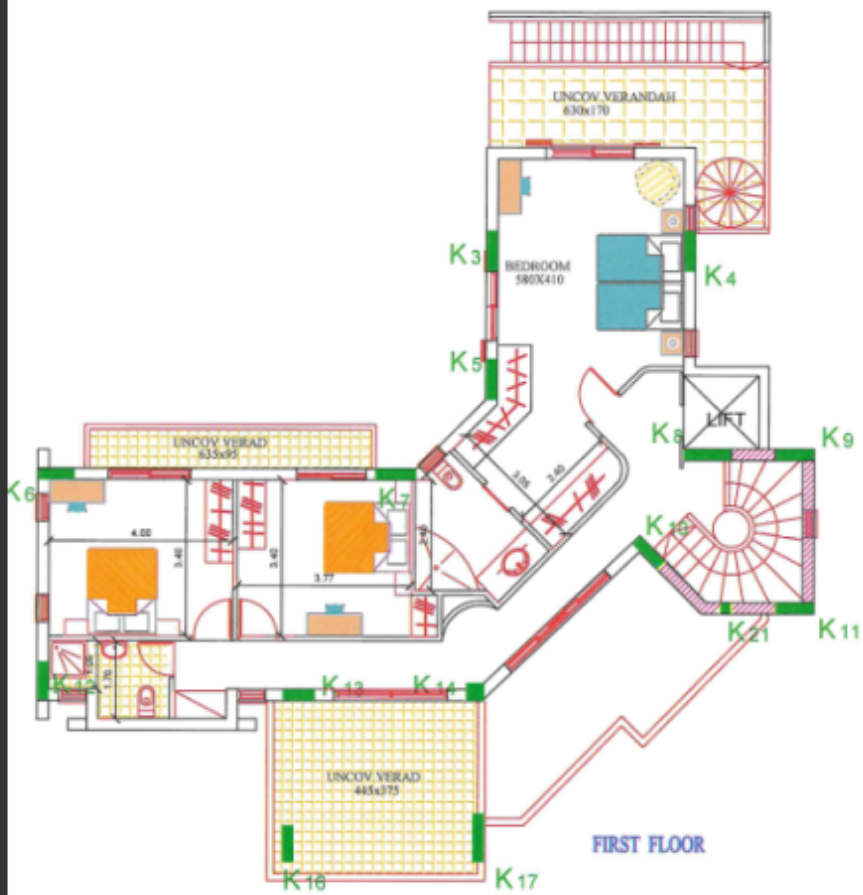 UNCOV. VERANDAH
630x170
K3
BEDROOM
580X410
K4
K5
LIFT
K8
K9
UNCOV VERAD
635x95
K6
K7
3.05
2.40
4.00
3.40
3.40
3.77
K10
K21
K11
K12
1.70
K13
K14
UNCOV. VERAD
445x375
FIRST FLOOR
K16
K17